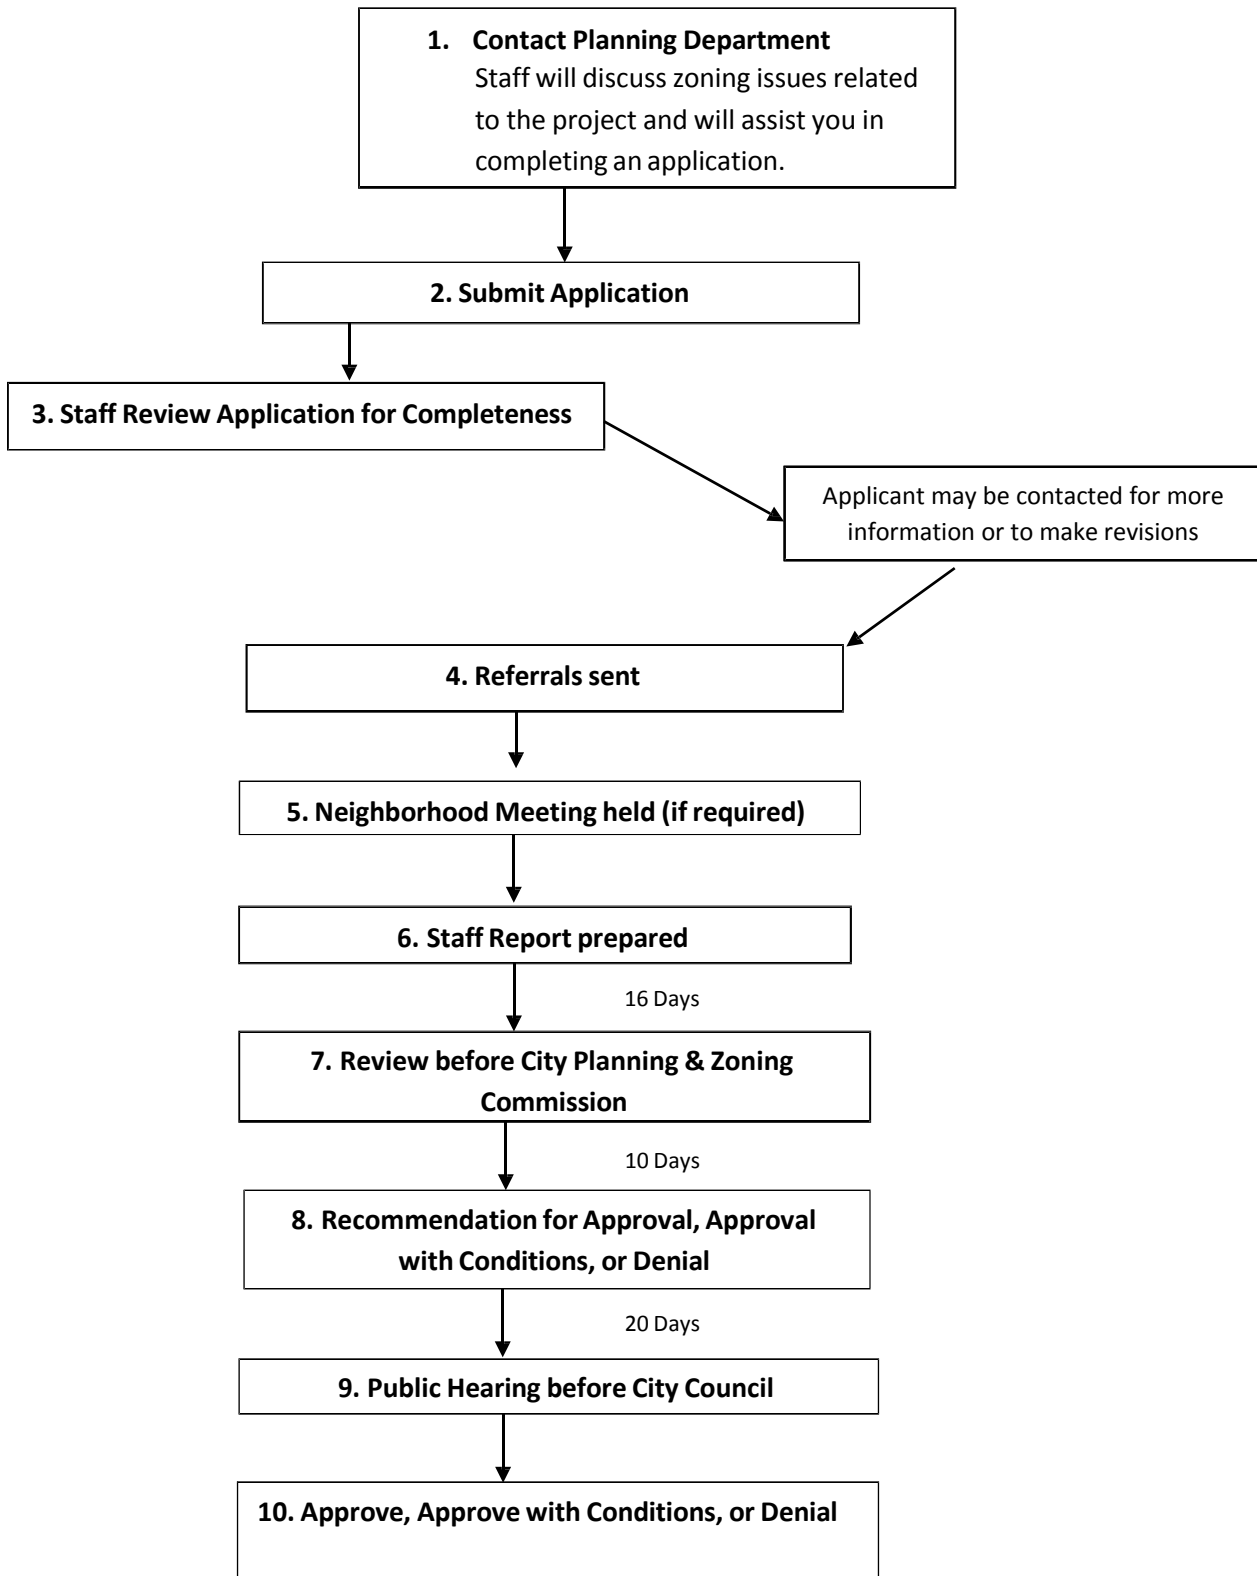 1. Contact Planning Department
Staff will discuss zoning issues related
to the project and will assist you in
completing an application.
2. Submit Application
3. Staff Review Application for Completeness
Applicant may be contacted for more
information or to make revisions
4. Referrals sent
5. Neighborhood Meeting held (if required)
6. Staff Report prepared
16 Days
7. Review before City Planning & Zoning
Commission
10 Days
8. Recommendation for Approval, Approval
with Conditions, or Denial
20 Days
9. Public Hearing before City Council
10. Approve, Approve with Conditions, or Denial